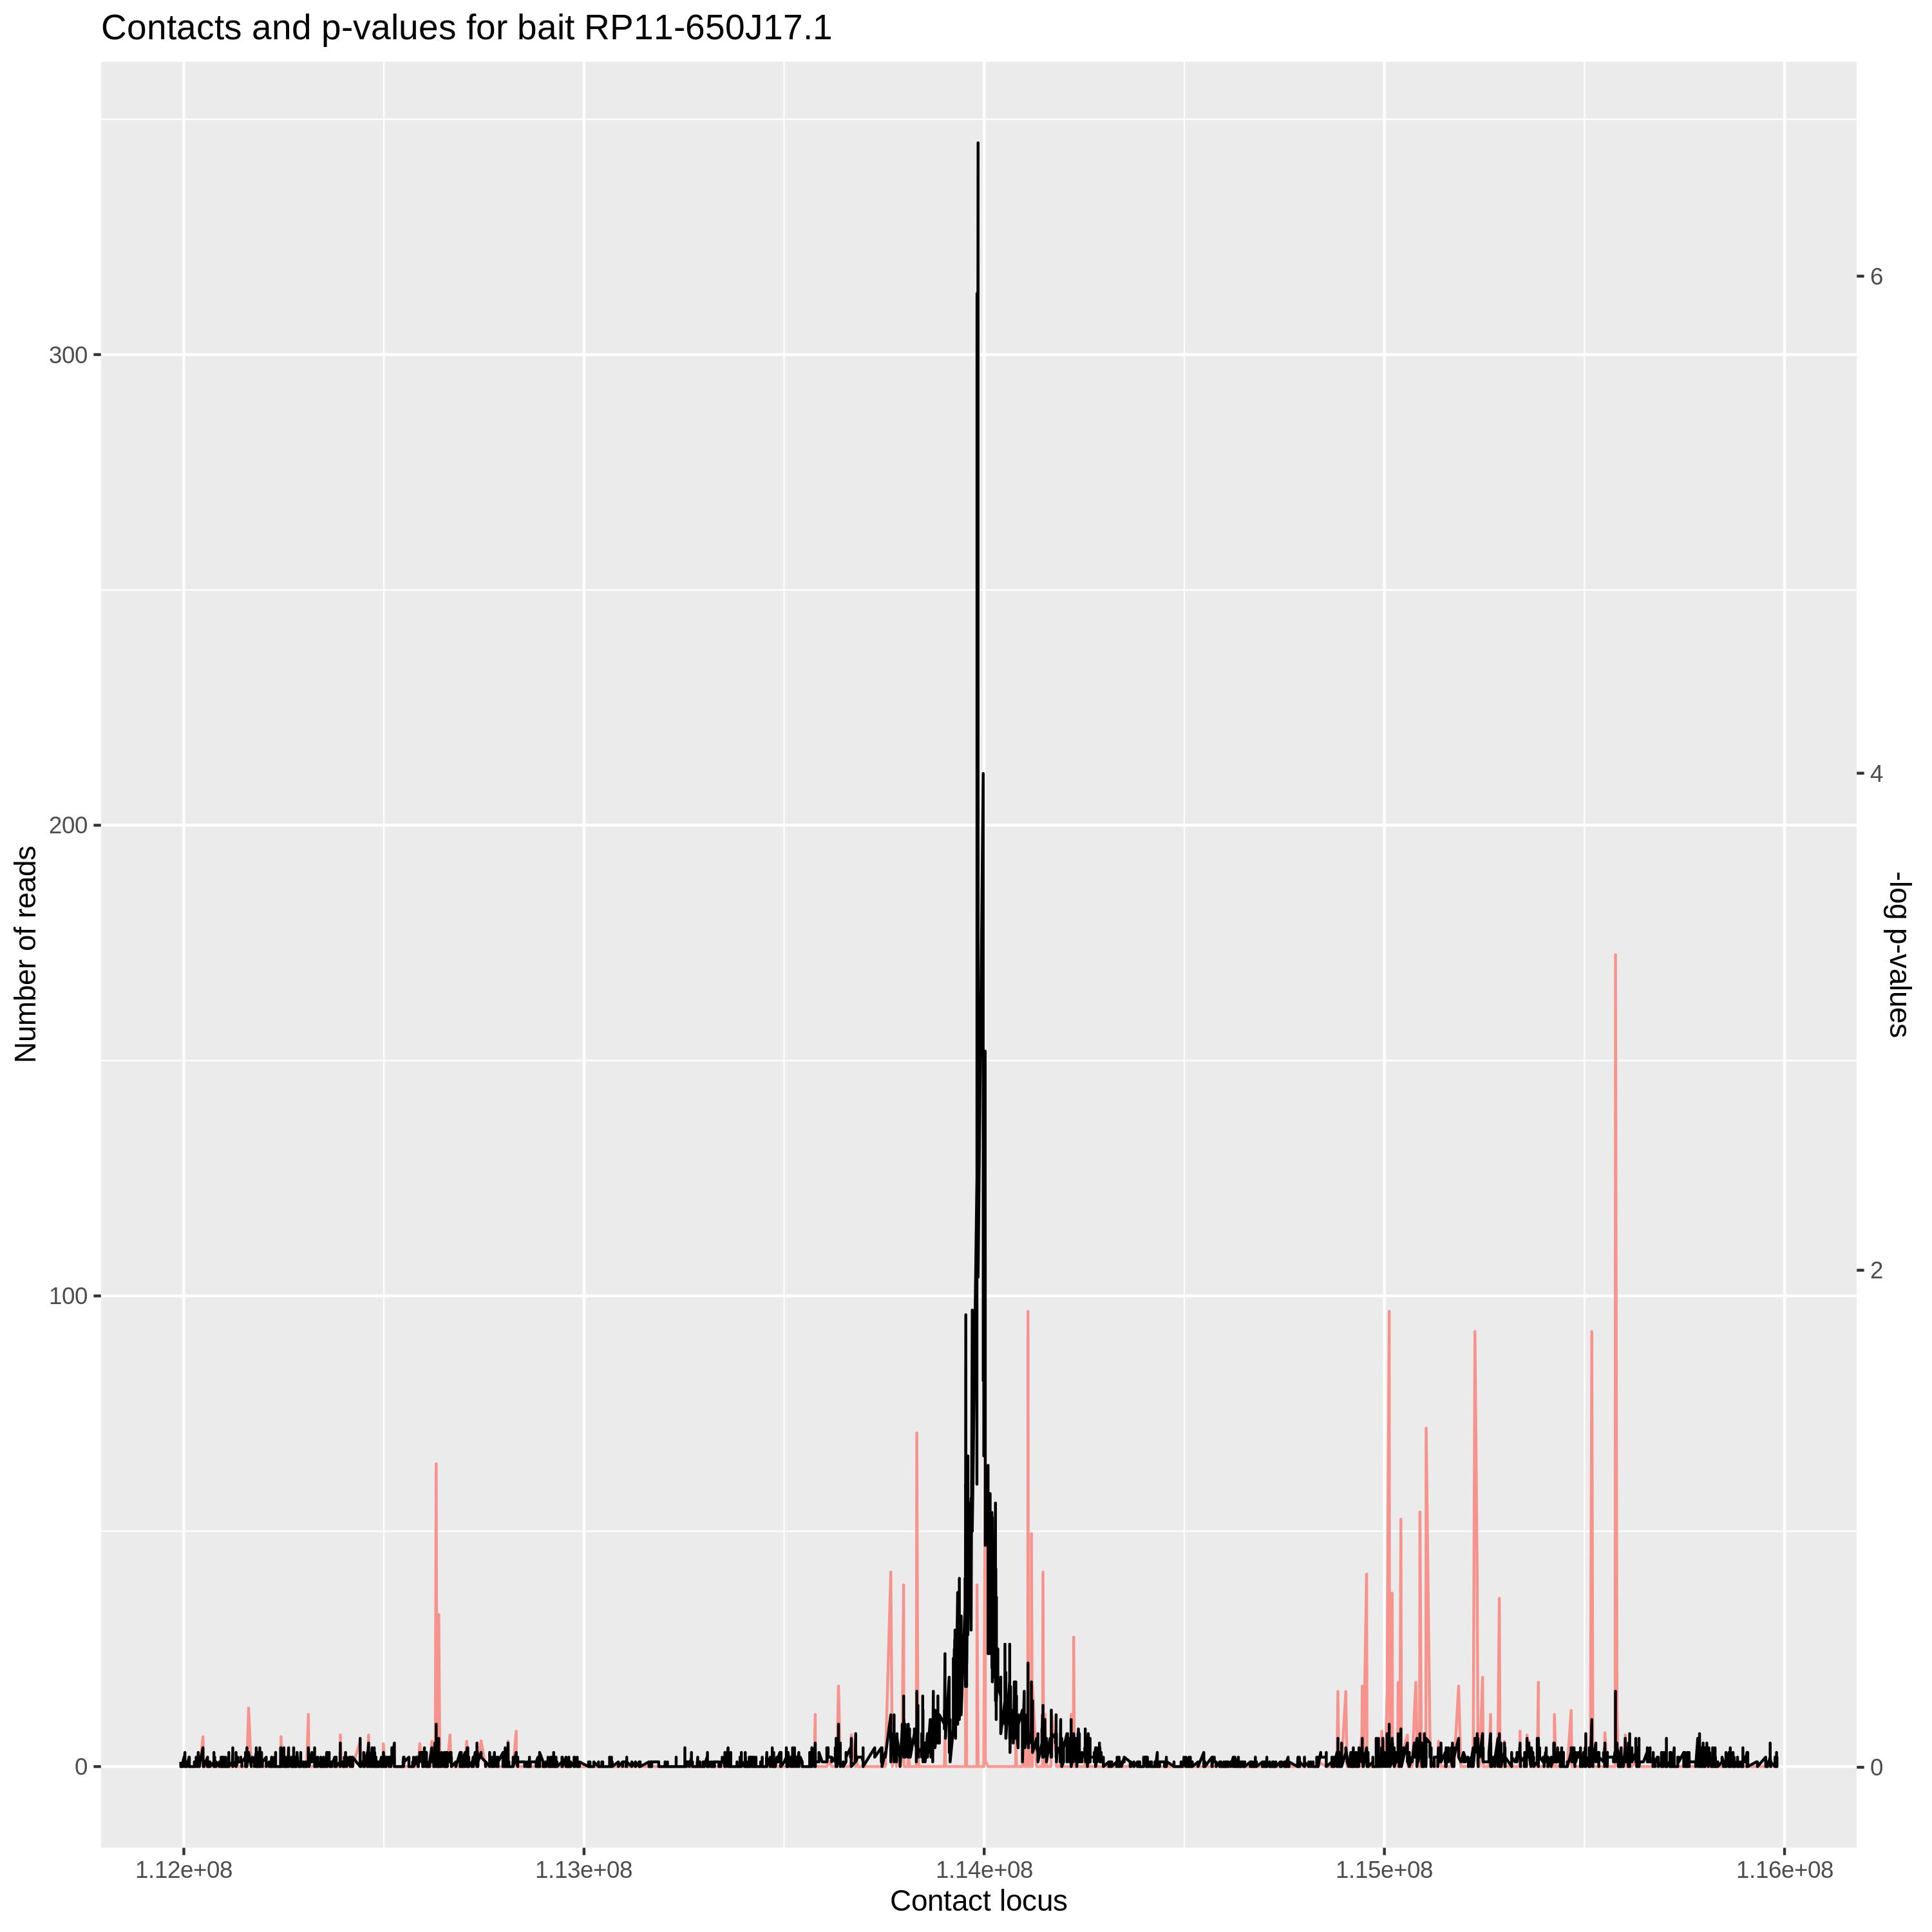 Contacts and p-values for bait RP11-650J17.1
300
200
100
0
Number of reads
6
4
2
0
-log p-values
1.12e+08 1.13e+08 1.14e+08 1.15e+08 1.16e+08
Contact locus